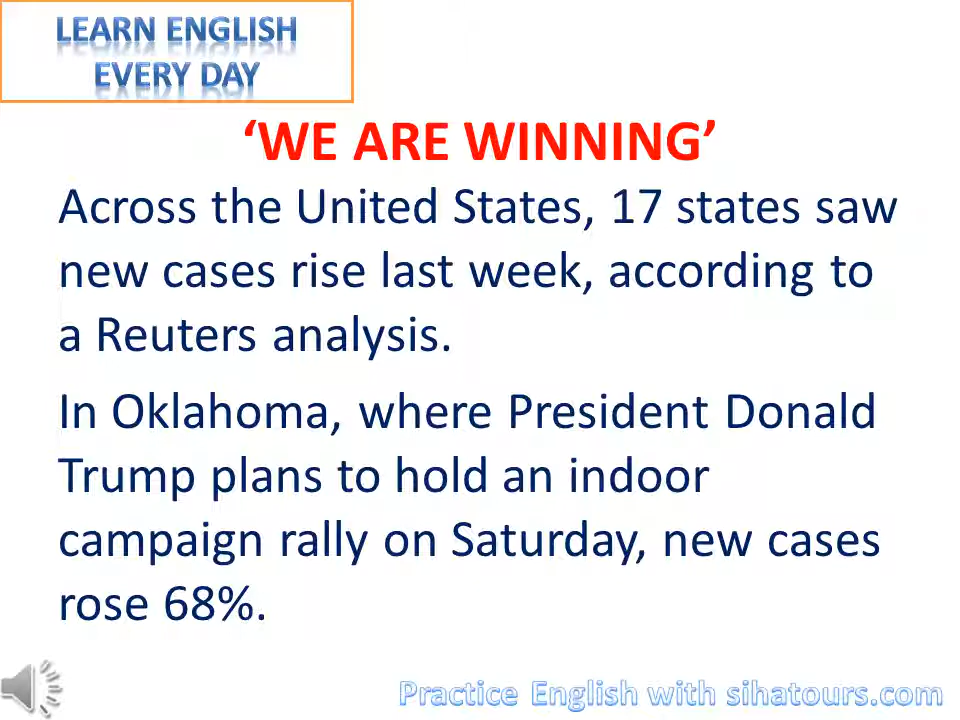 LEARN ENGLISH
EVERY DAY
‘WE ARE WINNING’
Across the United States, 17 states saw
new cases rise last week, according to
a Reuters analysis.
In Oklahoma, where President Donald
Trump plans to hold an indoor
campaign rally on Saturday, new cases
rose 68%.
Practice English with sihatours.com